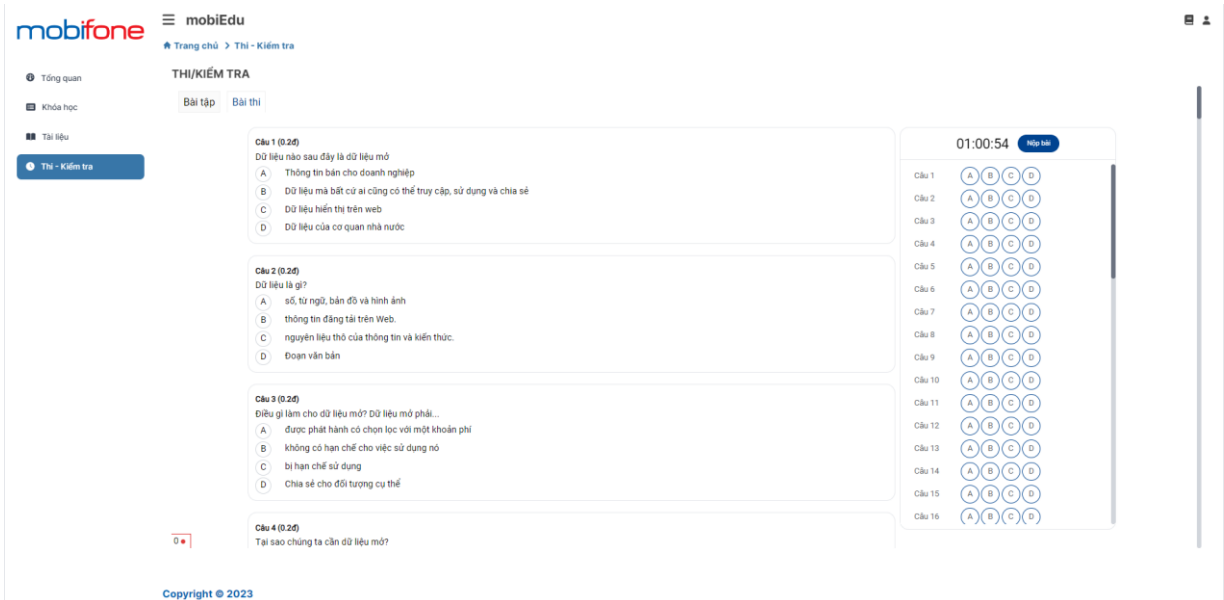 mobifone
mobiEdu
Trang chủ > Thi - Kiểm tra
Tổng quan
Khóa học
Tài liệu
Thi - Kiểm tra
THI/KIỂM TRA
Bài tập Bài thi
Câu 1 (0.2đ)
Dữ liệu nào sau đây là dữ liệu mở
A Thông tin bán cho doanh nghiệp
B Dữ liệu mà bất cứ ai cũng có thể truy cập, sử dụng và chia sẻ
C Dữ liệu hiển thị trên web
D Dữ liệu của cơ quan nhà nước
Câu 2 (0.2đ)
Dữ liệu là gì?
A số, từ ngữ, bản đồ và hình ảnh
B thông tin đăng tải trên Web.
C nguyên liệu thô của thông tin và kiến thức.
D Đoạn văn bản
Câu 3 (0.2đ)
Điều gì làm cho dữ liệu mở? Dữ liệu mở phải...
A được phát hành có chọn lọc với một khoản phí
B không có hạn chế cho việc sử dụng nó
C bị hạn chế sử dụng
D Chia sẻ cho đối tượng cụ thể
Câu 4 (0.2đ)
Tại sao chúng ta cần dữ liệu mở?
01:00:54 Nộp bài
Câu 1 A B C D
Câu 2 A B C D
Câu 3 A B C D
Câu 4 A B C D
Câu 5 A B C D
Câu 6 A B C D
Câu 7 A B C D
Câu 8 A B C D
Câu 9 A B C D
Câu 10 A B C D
Câu 11 A B C D
Câu 12 A B C D
Câu 13 A B C D
Câu 14 A B C D
Câu 15 A B C D
Câu 16 A B C D
0
Copyright © 2023